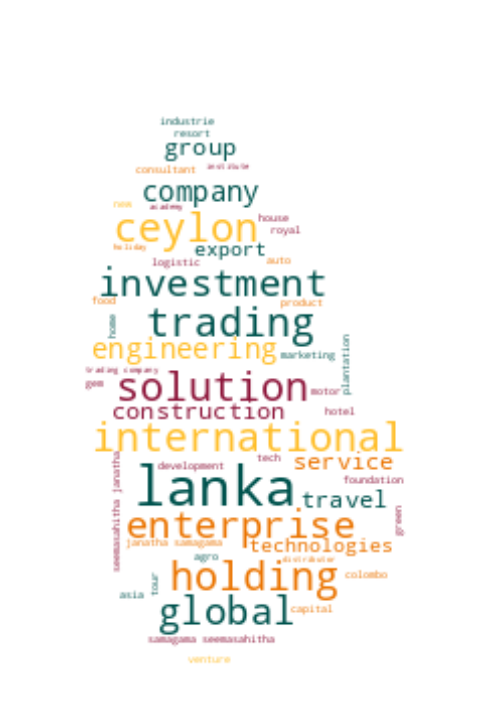 industrie
resort
group
consultant institute
company
new academy
ceylon house
royal
holiday export
logistic auto
investment
food product
home trading
engineering marketing plantation
trading company
gem solution motor
construction hotel
international
tech service
development
seemasahitha janatha lanka foundation
travel
enterprise green
janatha samagama technologies
agro distributor
tour holding colombo
asia global capital
samagama seemasahitha
venture